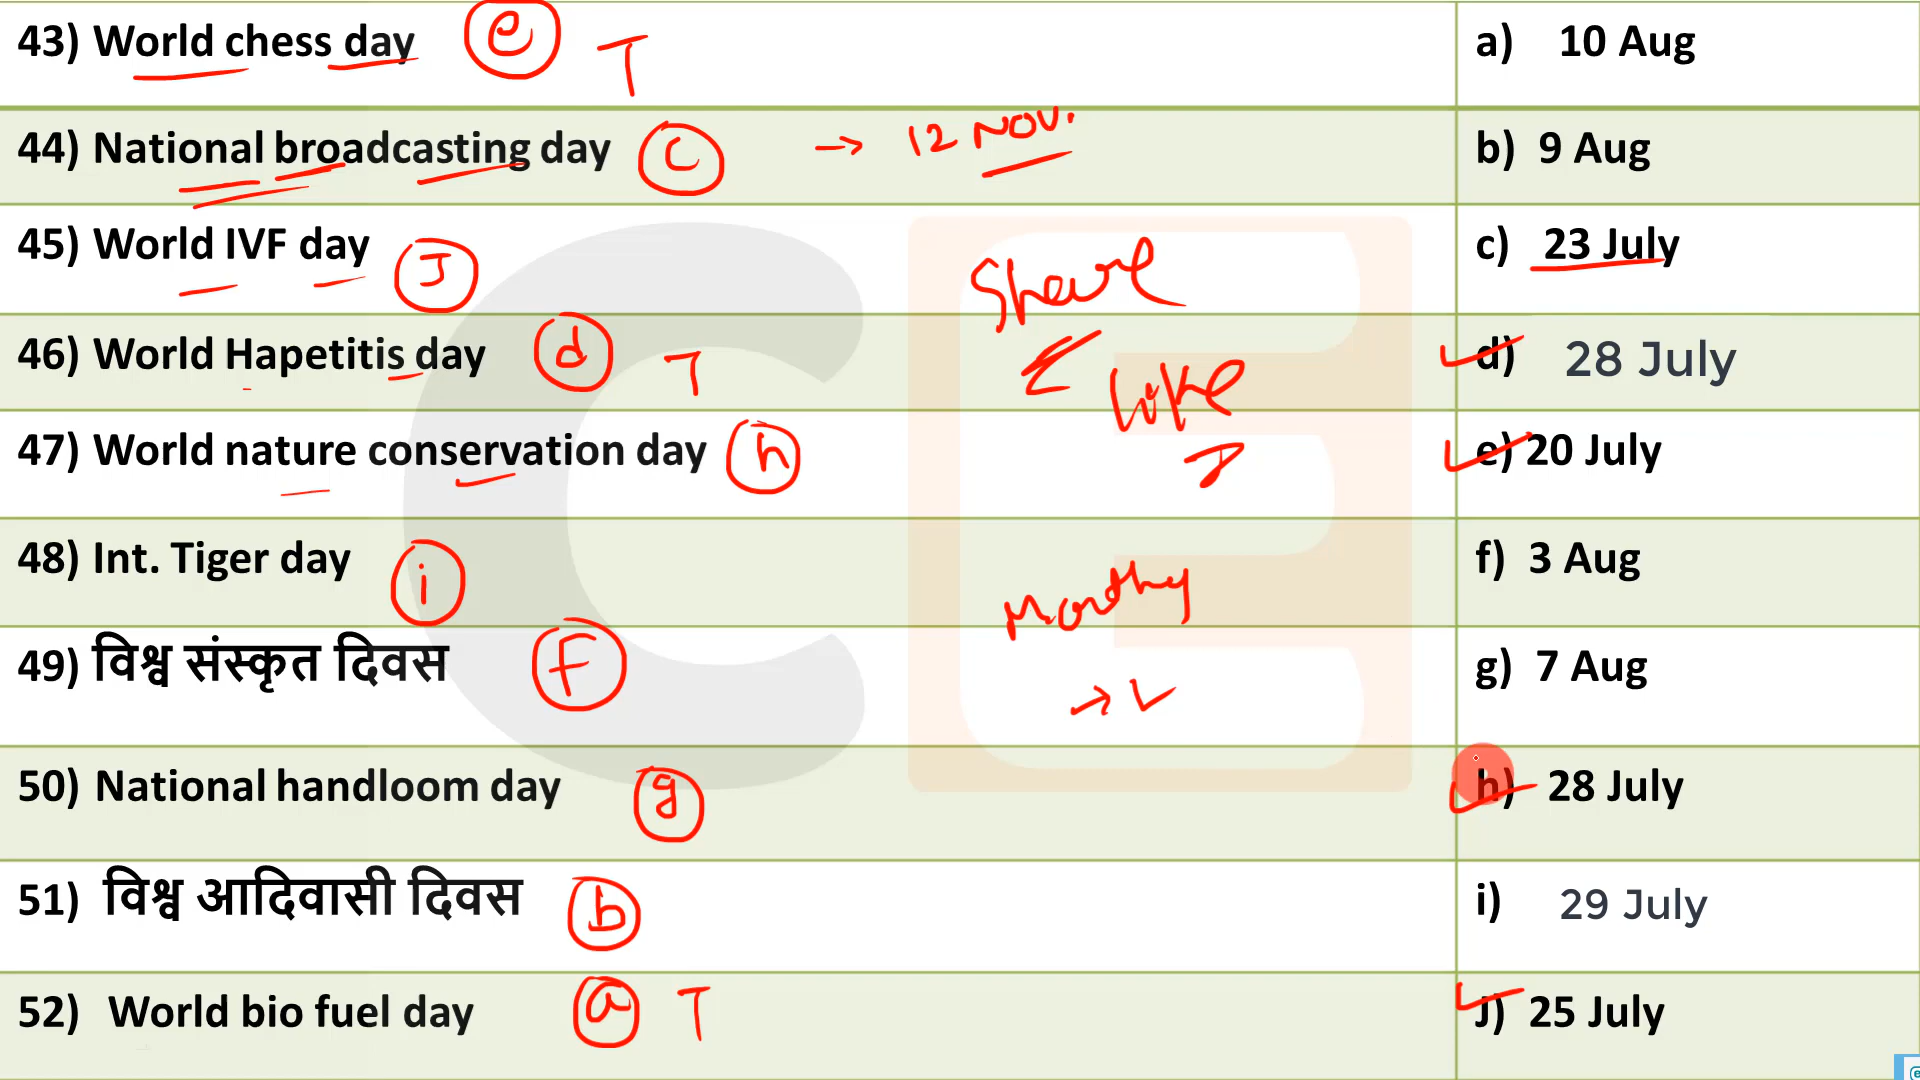 43) World chess day e T a) 10 Aug
44) National broadcasting day c → 12 Nov. b) 9 Aug
45) World IVF day J Share c) 23 July
46) World Hapetitis day d T like d) 28 July
47) World nature conservation day h e) 20 July
48) Int. Tiger day i Monthy f) 3 Aug
49) विश्व संस्कृत दिवस F → g) 7 Aug
50) National handloom day g h) 28 July
51) विश्व आदिवासी दिवस b i) 29 July
52) World bio fuel day a T J) 25 July